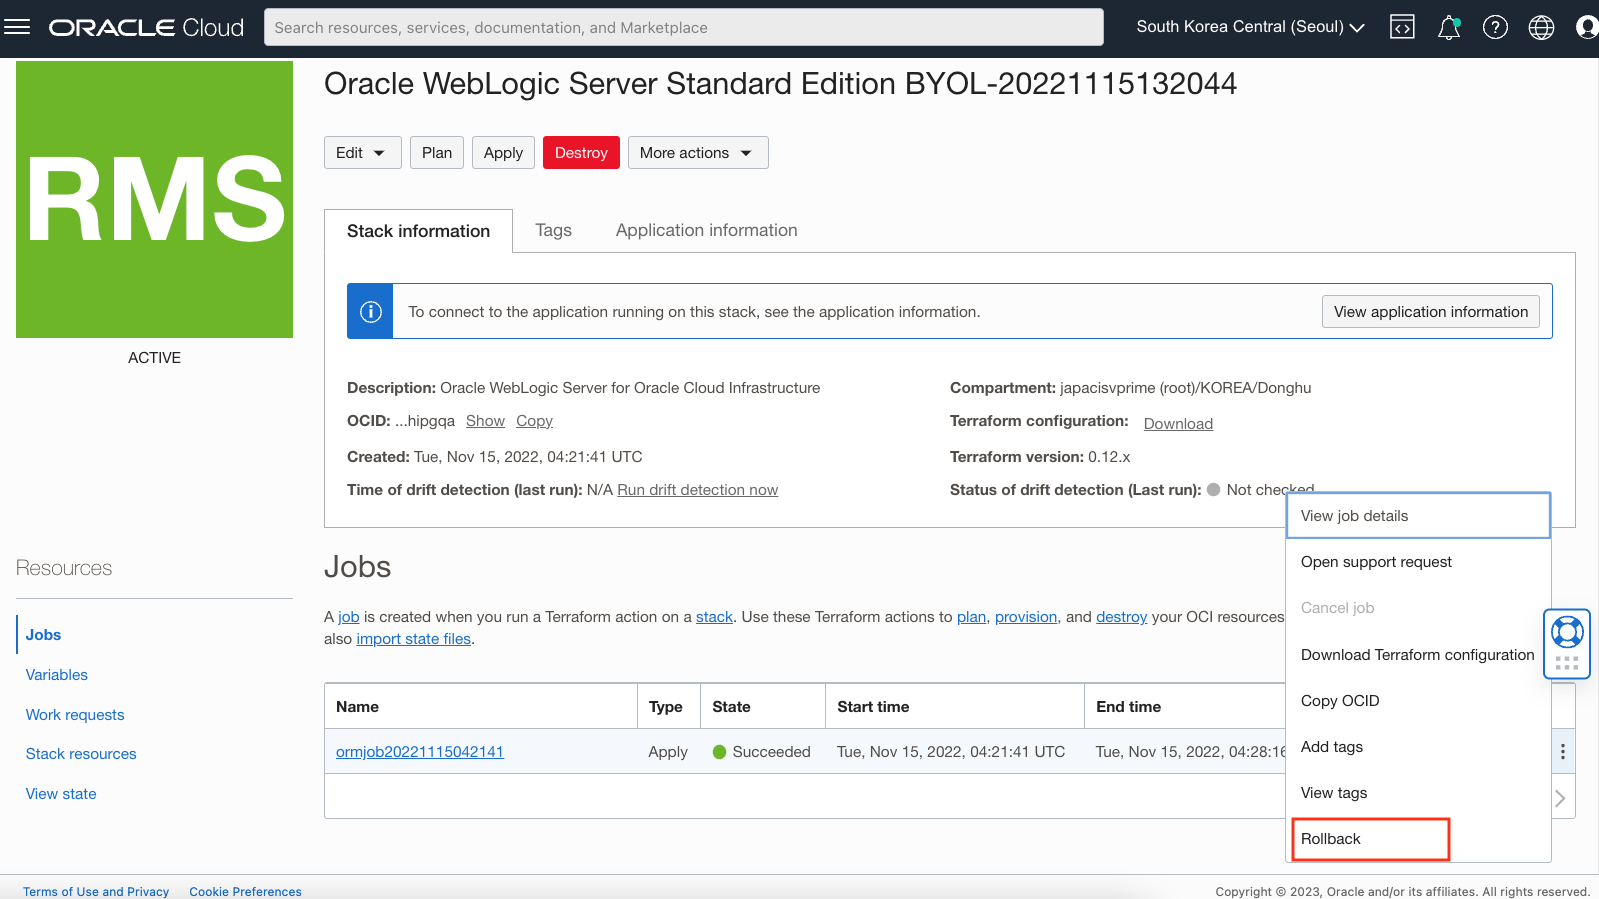 ORACLE Cloud
Search resources, services, documentation, and Marketplace
South Korea Central (Seoul)
RMS
ACTIVE
Oracle WebLogic Server Standard Edition BYOL-20221115132044
Edit
Plan
Apply
Destroy
More actions
Stack information
Tags
Application information
To connect to the application running on this stack, see the application information.
View application information
Description: Oracle WebLogic Server for Oracle Cloud Infrastructure
OCID: ...hipgqa Show Copy
Created: Tue, Nov 15, 2022, 04:21:41 UTC
Time of drift detection (last run): N/A Run drift detection now
Compartment: japacisvprime (root)/KOREA/Donghu
Terraform configuration: Download
Terraform version: 0.12.x
Status of drift detection (Last run): Not checked
Resources
Jobs
Variables
Work requests
Stack resources
View state
Jobs
A job is created when you run a Terraform action on a stack. Use these Terraform actions to plan, provision, and destroy your OCI resources
also import state files.
Name Type State Start time End time
ormjob20221115042141 Apply Succeeded Tue, Nov 15, 2022, 04:21:41 UTC Tue, Nov 15, 2022, 04:28:16
View job details
Open support request
Cancel job
Download Terraform configuration
Copy OCID
Add tags
View tags
Rollback
Terms of Use and Privacy Cookie Preferences
Copyright © 2023, Oracle and/or its affiliates. All rights reserved.